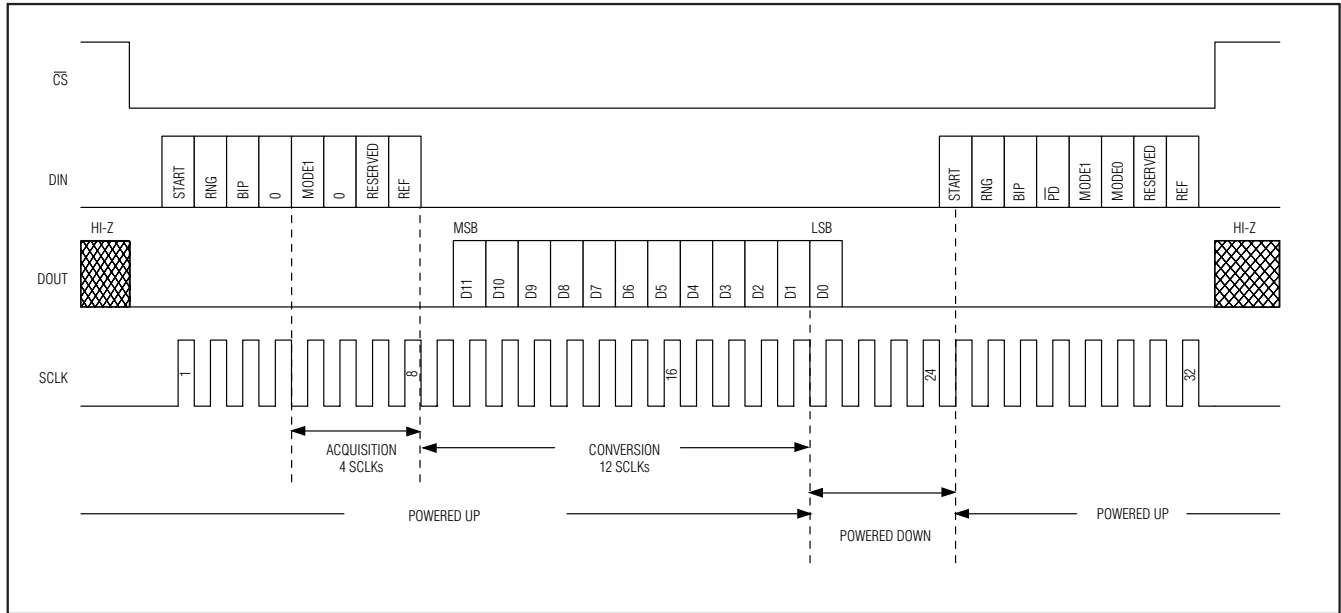 CS
DIN
START
RNG
BIP
0
MODE1
0
RESERVED
REF
START
RNG
BIP
PD
MODE1
MODE0
RESERVED
REF
HI-Z
MSB
LSB
HI-Z
DOUT
D11
D10
D9
D8
D7
D6
D5
D4
D3
D2
D1
D0
SCLK
1
8
16
24
32
ACQUISITION
4 SCLKs
CONVERSION
12 SCLKs
POWERED UP
POWERED DOWN
POWERED UP